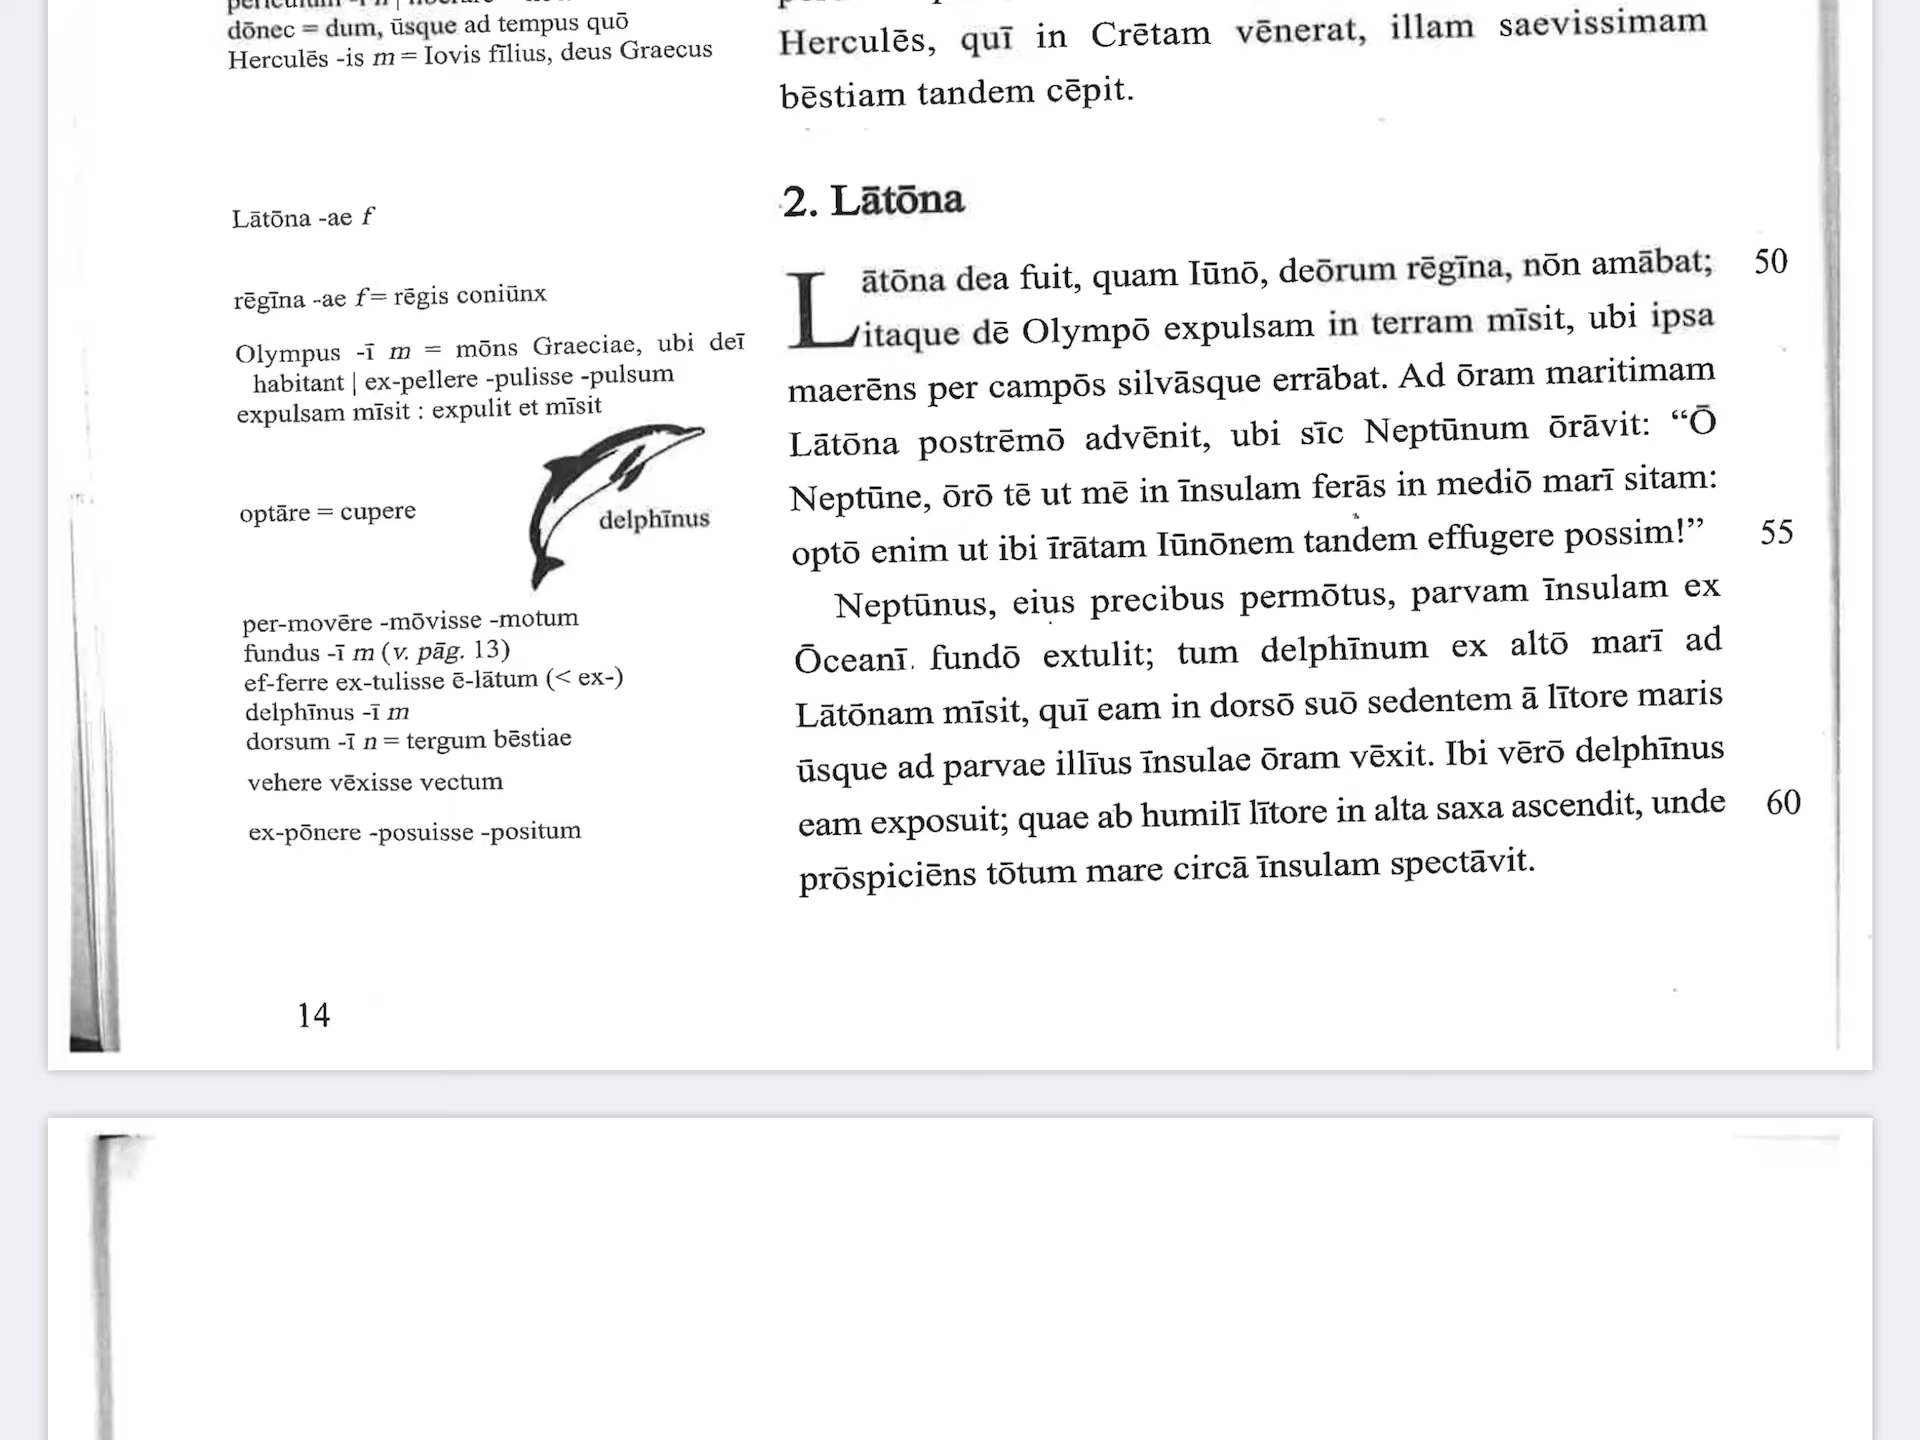 dōnec = dum, ūsque ad tempus quō
Herculēs -is m = Iovis fīlius, deus Graecus
Herculēs, quī in Crētam vēnerat, illam saevissimam
bēstiam tandem cēpit.
Lātōna -ae f
rēgīna -ae f = rēgis coniūnx
Olympus -ī m = mōns Graeciae, ubi deī
habitant | ex-pellere -pulisse -pulsum
expulsam mīsit : expulit et mīsit
optāre = cupere
delphīnus
per-movēre -mōvisse -motum
fundus -ī m (v. pāg. 13)
ef-ferre ex-tulisse ē-lātum (< ex-)
delphīnus -ī m
dorsum -ī n = tergum bēstiae
vehere vēxisse vectum
ex-pōnere -posuisse -positum
2. Lātōna
Lātōna dea fuit, quam Iūnō, deōrum rēgīna, nōn amābat; 50
itaque dē Olympō expulsam in terram mīsit, ubi ipsa
maerēns per campōs silvāsque errābat. Ad ōram maritimam
Lātōna postrēmō advēnit, ubi sīc Neptūnum ōrāvit: “Ō
Neptūne, ōrō tē ut mē in īnsulam ferās in mediō marī sitam:
optō enim ut ibi īrātam Iūnōnem tandem effugere possim!” 55
Neptūnus, eius precibus permōtus, parvam īnsulam ex
Ōceanī fundō extulit; tum delphīnum ex altō marī ad
Lātōnam mīsit, quī eam in dorsō suō sedentem ā lītore maris
ūsque ad parvae illīus īnsulae ōram vēxit. Ibi vērō delphīnus
eam exposuit; quae ab humilī lītore in alta saxa ascendit, unde 60
prōspiciēns tōtum mare circā īnsulam spectāvit.
14